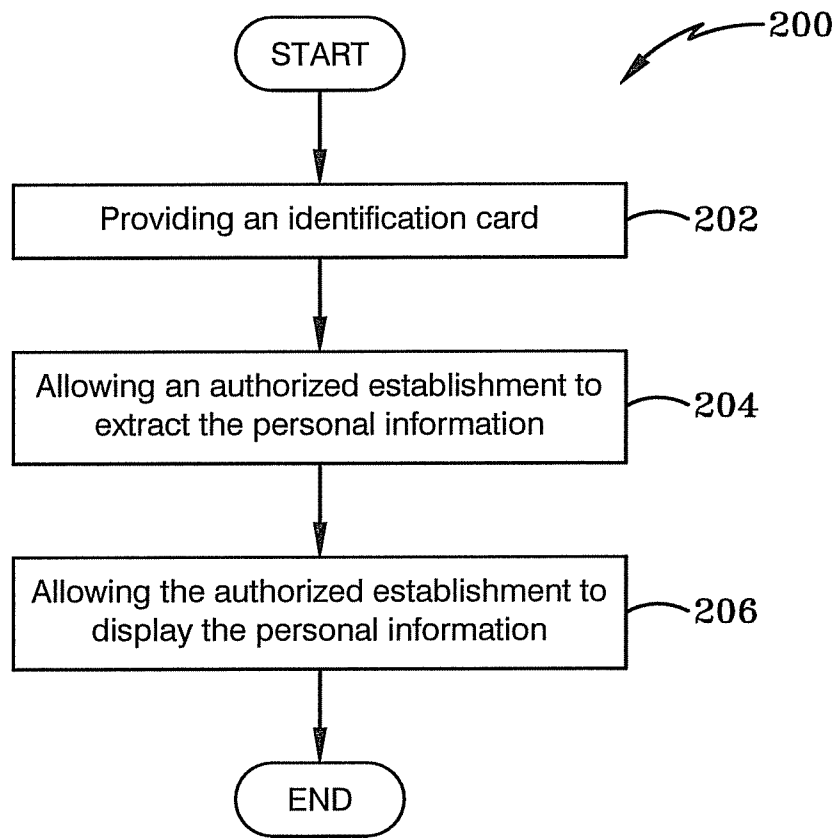 START
200
Providing an identification card
202
Allowing an authorized establishment to
extract the personal information
204
Allowing the authorized establishment to
display the personal information
206
END